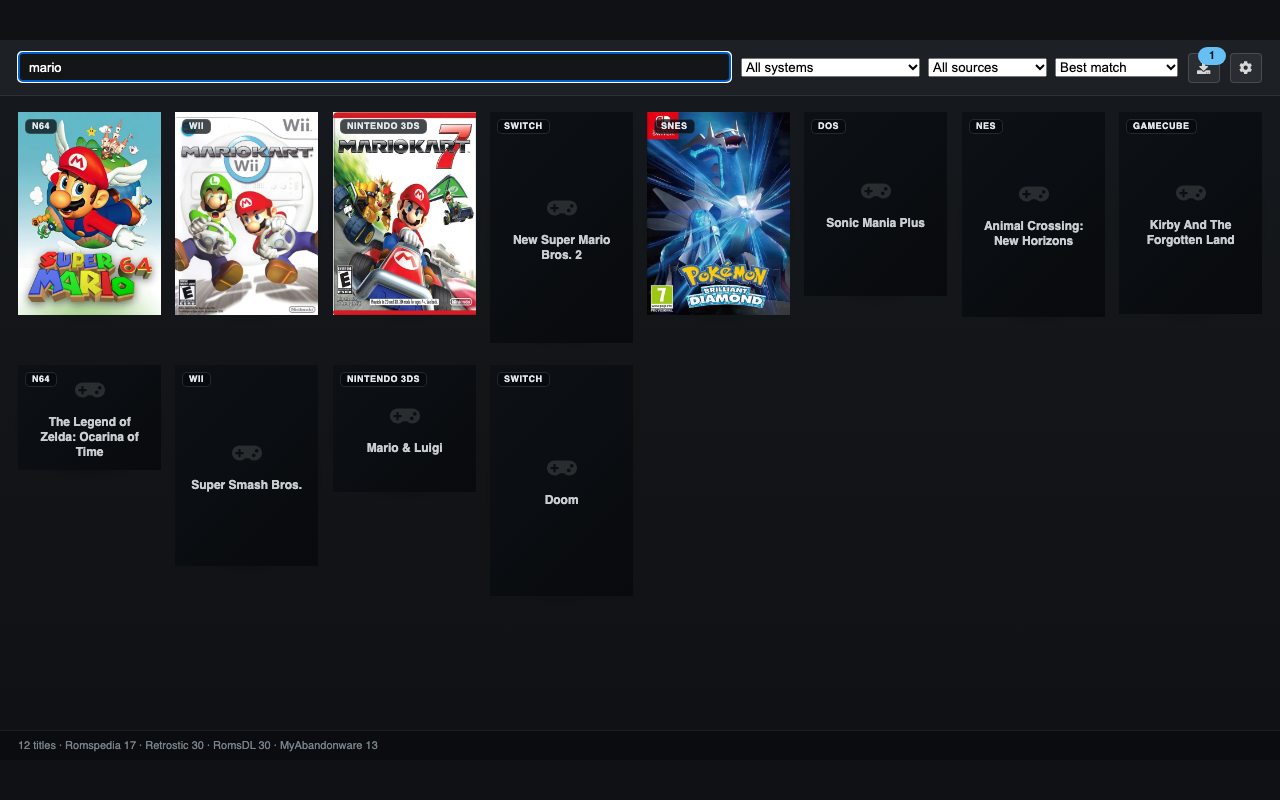 mario
All systems
All sources
Best match
1
N64
SUPER
MARIO 64
WII
Wii
MARIOKART
Wii
NINTENDO 3DS
MARIOKART 7
SWITCH
New Super Mario
Bros. 2
SNES
POKéMON
BRILLIANT
DIAMOND
7
DOS
Sonic Mania Plus
NES
Animal Crossing:
New Horizons
GAMECUBE
Kirby And The
Forgotten Land
N64
The Legend of
Zelda: Ocarina of
Time
WII
Super Smash Bros.
NINTENDO 3DS
Mario & Luigi
SWITCH
Doom
12 titles · Romspedia 17 · Retrostic 30 · RomsDL 30 · MyAbandonware 13